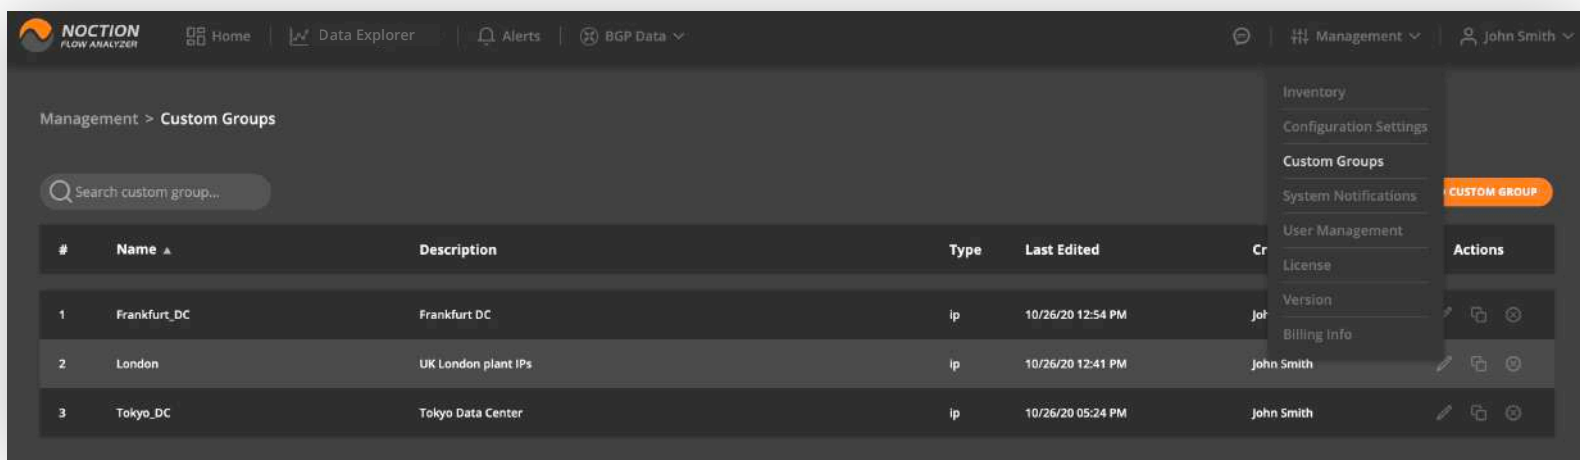 NOCTION
FLOW ANALYZER
Home
Data Explorer
Alerts
BGP Data
Management
John Smith
Management > Custom Groups
Inventory
Configuration Settings
Custom Groups
System Notifications
User Management
License
Version
Billing Info
Search custom group...
CUSTOM GROUP
# Name Description Type Last Edited Cr Actions
1 Frankfurt_DC Frankfurt DC ip 10/26/20 12:54 PM Joh
2 London UK London plant IPs ip 10/26/20 12:41 PM John Smith
3 Tokyo_DC Tokyo Data Center ip 10/26/20 05:24 PM John Smith